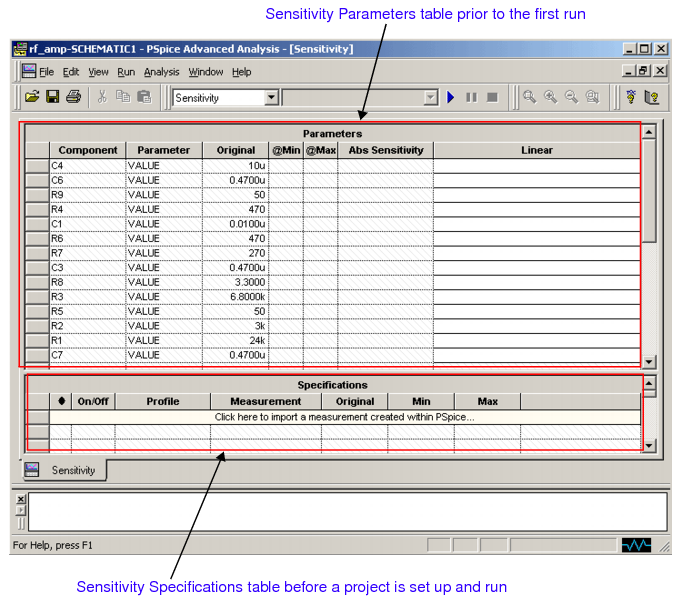 Sensitivity Parameters table prior to the first run
rf_amp-SCHEMATIC1 - PSpice Advanced Analysis - [Sensitivity]
File Edit View Run Analysis Window Help
Sensitivity
Parameters
Component Parameter Original @Min @Max Abs Sensitivity Linear
C4 VALUE 10u
C6 VALUE 0.4700u
R9 VALUE 50
R4 VALUE 470
C1 VALUE 0.0100u
R6 VALUE 470
R7 VALUE 270
C3 VALUE 0.4700u
R8 VALUE 3.3000
R3 VALUE 6.8000k
R5 VALUE 50
R2 VALUE 3k
R1 VALUE 24k
C7 VALUE 0.4700u
Specifications
On/Off Profile Measurement Original Min Max
Click here to import a measurement created within PSpice...
Sensitivity
For Help, press F1
Sensitivity Specifications table before a project is set up and run